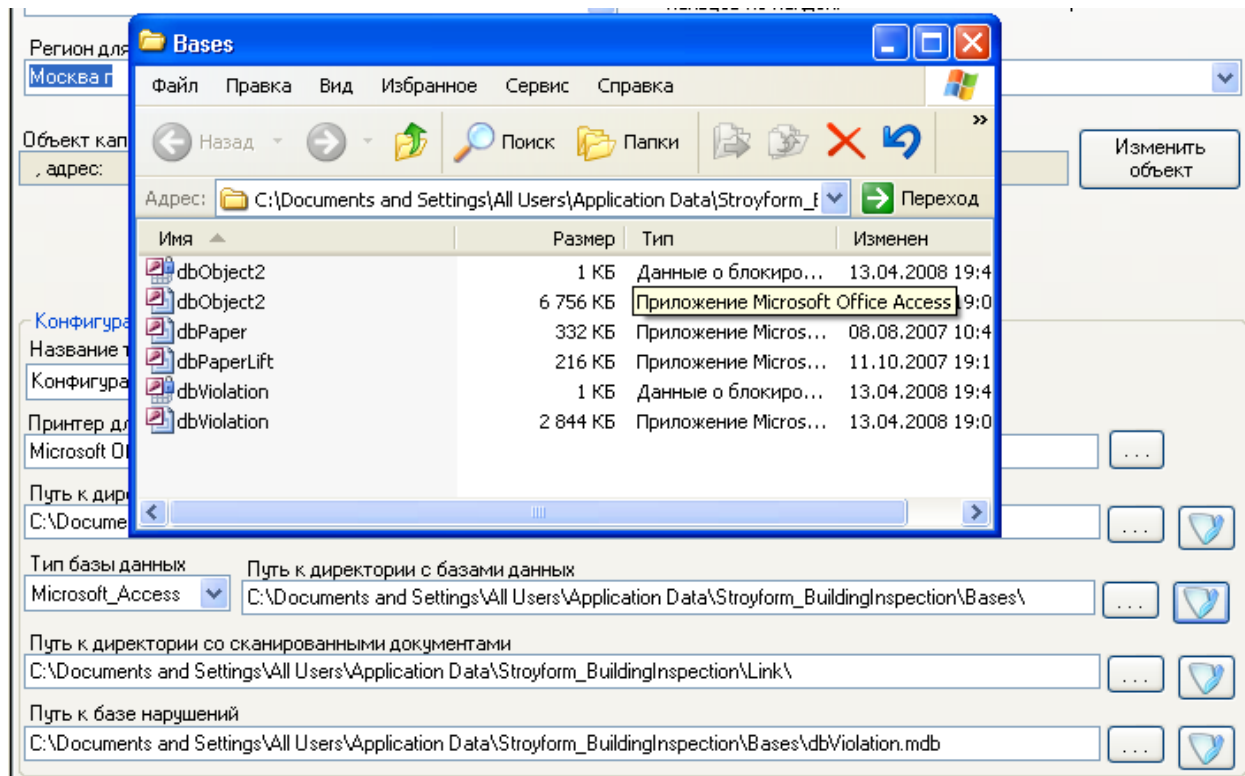 Регион для
Bases
Москва г
Файл Правка Вид Избранное Сервис Справка
Назад Поиск Папки »
Объект кап
Изменить
объект
, адрес:
Адрес: C:\Documents and Settings\All Users\Application Data\Stroyform_E Переход
Имя Размер Тип Изменен
dbObject2 1 КБ Данные о блокиро... 13.04.2008 19:4
dbObject2 6 756 КБ Приложение Microsoft Office Access 19:0
dbPaper 332 КБ Приложение Micros... 08.08.2007 10:4
dbPaperLift 216 КБ Приложение Micros... 11.10.2007 19:1
dbViolation 1 КБ Данные о блокиро... 13.04.2008 19:4
dbViolation 2 844 КБ Приложение Micros... 13.04.2008 19:0
Конфигура
Название т
Конфигура
Принтер дл
Microsoft Of
...
Путь к дире
C:\Docume
...
Тип базы данных Путь к директории с базами данных
Microsoft_Access C:\Documents and Settings\All Users\Application Data\Stroyform_BuildingInspection\Bases\ ...
Путь к директории со сканированными документами
C:\Documents and Settings\All Users\Application Data\Stroyform_BuildingInspection\Link\ ...
Путь к базе нарушений
C:\Documents and Settings\All Users\Application Data\Stroyform_BuildingInspection\Bases\dbViolation.mdb ...